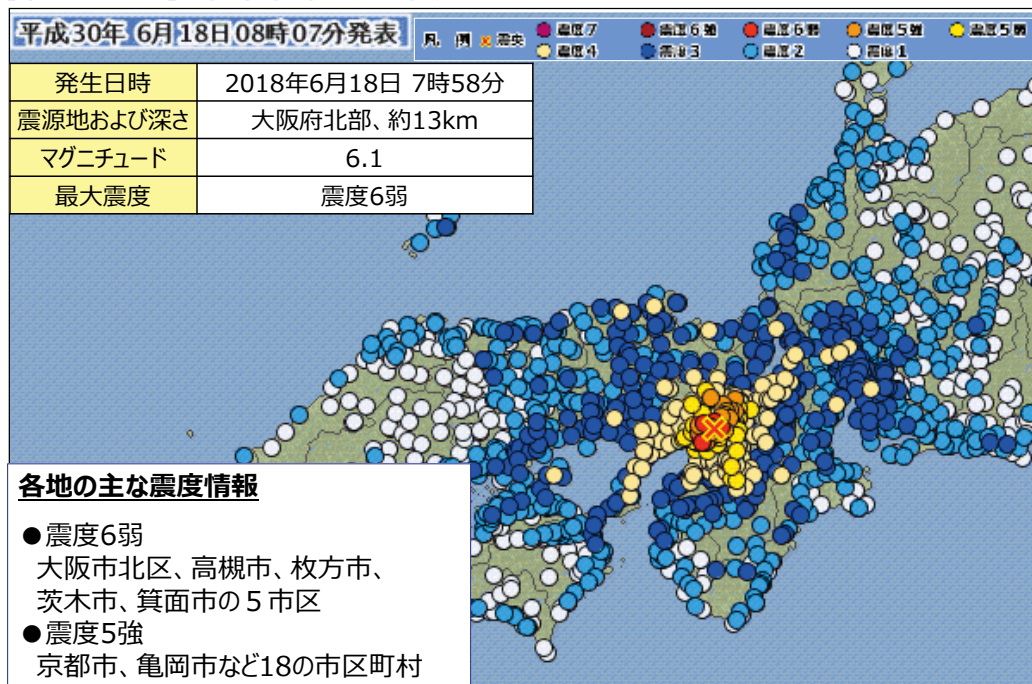 平成30年 6月18日08時07分発表
凡 例 × 震央 ●震度7 ●震度6強 ●震度6弱 ●震度5強 ●震度5弱
●震度4 ●震度3 ●震度2 ○震度1
発生日時 2018年6月18日 7時58分
震源地および深さ 大阪府北部、約13km
マグニチュード 6.1
最大震度 震度6弱
各地の主な震度情報
●震度6弱
大阪市北区、高槻市、枚方市、
茨木市、箕面市の5市区
●震度5強
京都市、亀岡市など18の市区町村